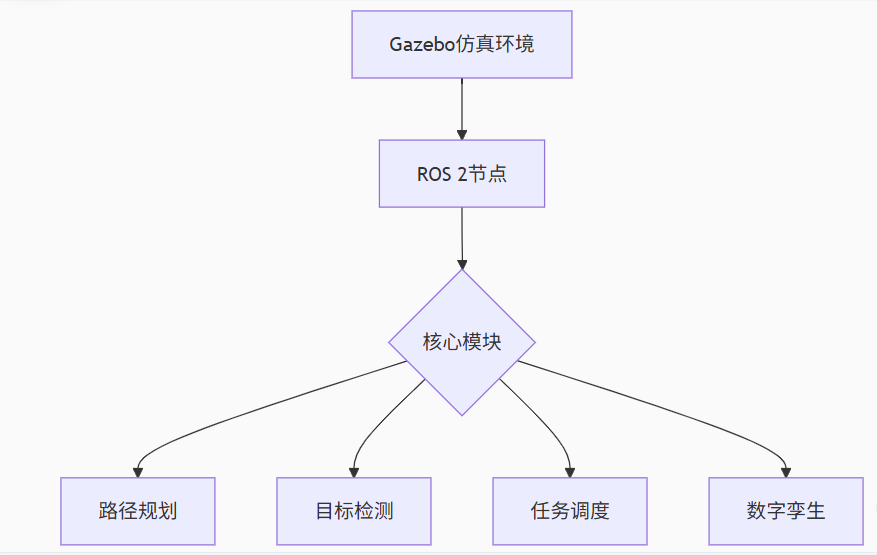 Gazebo仿真环境
ROS 2节点
核心模块
路径规划
目标检测
任务调度
数字孪生